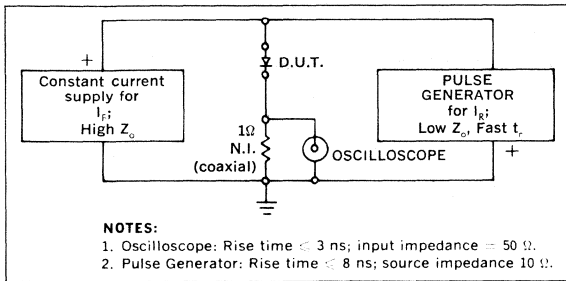 +
Constant current
supply for
I_F;
High Z_o
D.U.T.
1Ω
N.I.
(coaxial)
OSCILLOSCOPE
PULSE
GENERATOR
for I_R;
Low Z_o, Fast t_r
+
NOTES:
1. Oscilloscope: Rise time ≤ 3 ns; input impedance = 50 Ω.
2. Pulse Generator: Rise time ≤ 8 ns; source impedance 10 Ω.